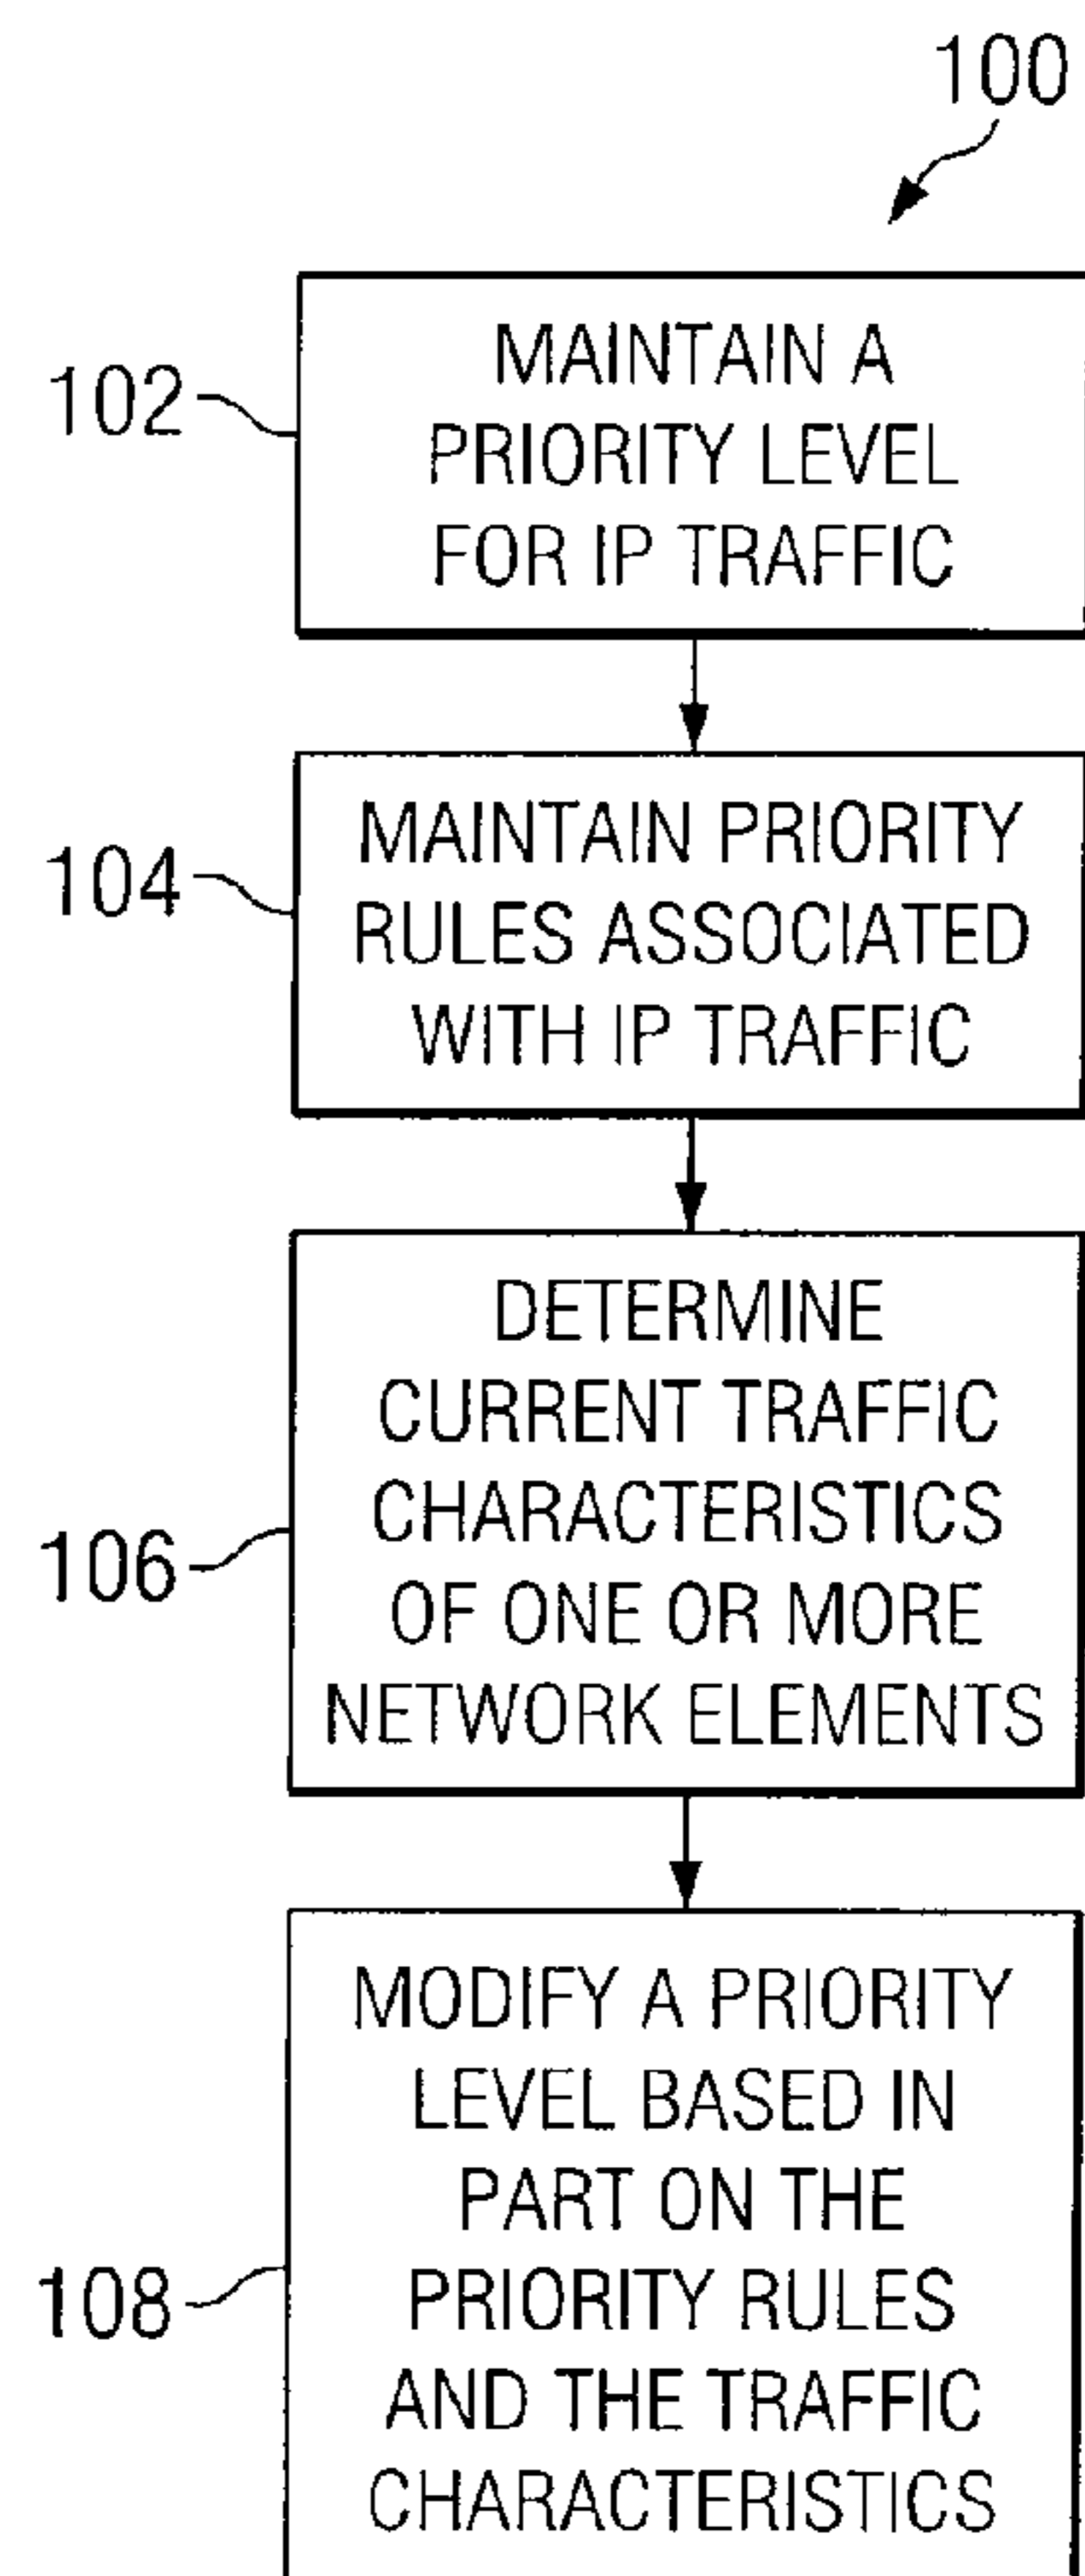 100
102
MAINTAIN A
PRIORITY LEVEL
FOR IP TRAFFIC
104
MAINTAIN PRIORITY
RULES ASSOCIATED
WITH IP TRAFFIC
106
DETERMINE
CURRENT TRAFFIC
CHARACTERISTICS
OF ONE OR MORE
NETWORK ELEMENTS
108
MODIFY A PRIORITY
LEVEL BASED IN
PART ON THE
PRIORITY RULES
AND THE TRAFFIC
CHARACTERISTICS